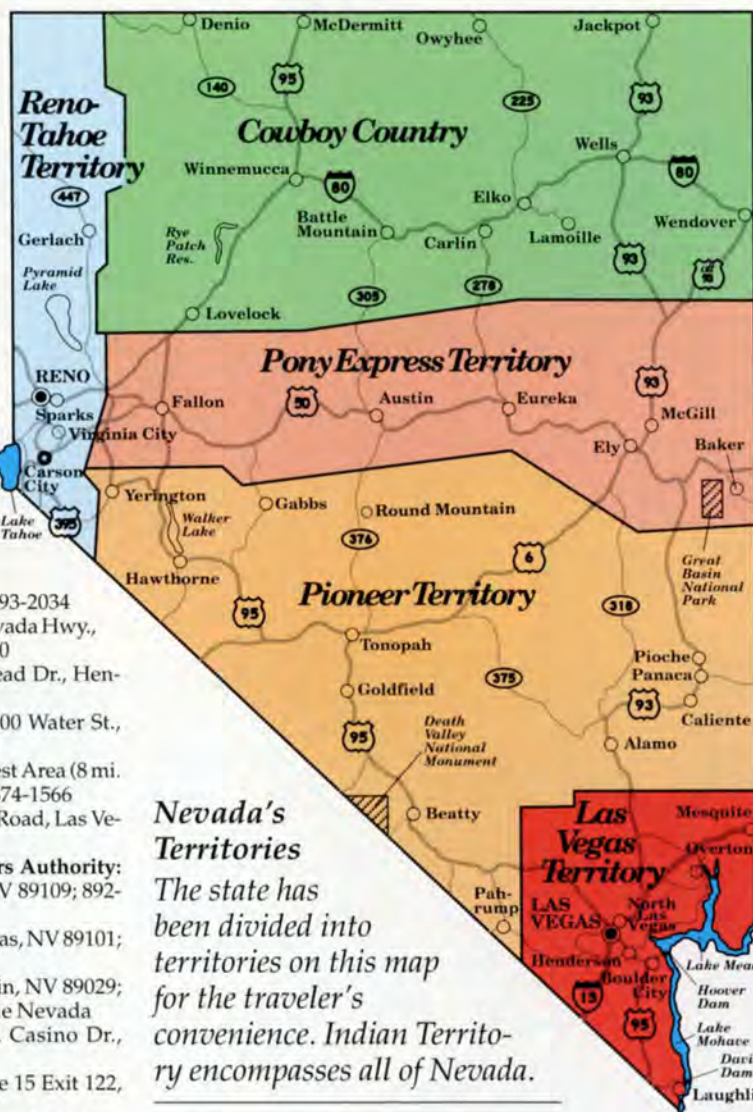 Denio
McDermitt
Owyhee
Jackpot
95
140
225
93
Reno-
Tahoe
Territory
Cowboy Country
Wells
Winnemucca
80
80
447
Elko
Battle
Mountain
Wendover
Gerlach
Rye
Patch
Res.
Carlin
Lamoille
93
Pyramid
Lake
305
278
Lovelock
Pony Express Territory
RENO
93
Sparks
Fallon
50
Austin
Eureka
Virginia City
McGill
Ely
Baker
Carson
City
Yerington
Gabbs
Round Mountain
Lake
Tahoe
395
Walker
Lake
376
Hawthorne
6
Great
Basin
National
Park
93-2034
Pioneer Territory
318
vada Hwy.,
95
0
Tonopah
ead Dr., Hen-
Pioche
Panaca
375
Goldfield
93
Caliente
00 Water St.,
95
Death
Valley
National
Monument
Alamo
est Area (8 mi.
74-1566
Beatty
Road, Las Ve-
Las
Vegas
Territory
Mesquite
Overton
rs Authority:
V 89109; 892-
Pah-
rump
LAS
VEGAS
North
Las
Vegas
as, NV 89101;
Henderson
Boulder
City
Lake Mea
in, NV 89029;
15
Hoover
Dam
e Nevada
95
Casino Dr.,
Lake
Mohave
Davi
Dam
e 15 Exit 122,
Laughli
Nevada's
Territories
The state has
been divided into
territories on this map
for the traveler's
convenience. Indian Territo-
ry encompasses all of Nevada.